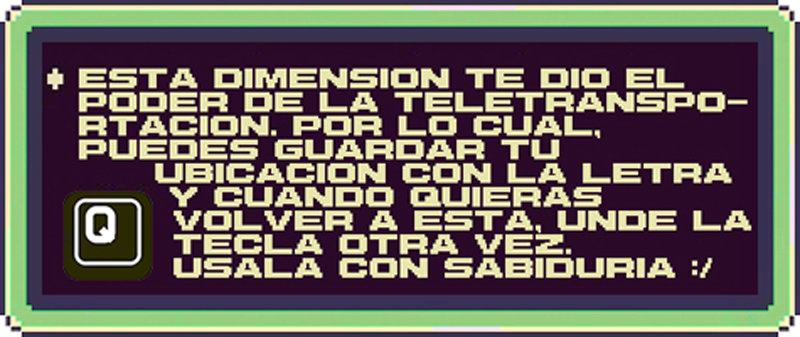 ESTA DIMENSION TE DIO EL
PODER DE LA TELETRANSPO-
RTACION. POR LO CUAL,
PUEDES GUARDAR TU
UBICACION CON LA LETRA
Y CUANDO QUIERAS
VOLVER A ESTA, UNDE LA
TECLA OTRA VEZ.
USALA CON SABIDURIA :/
Q